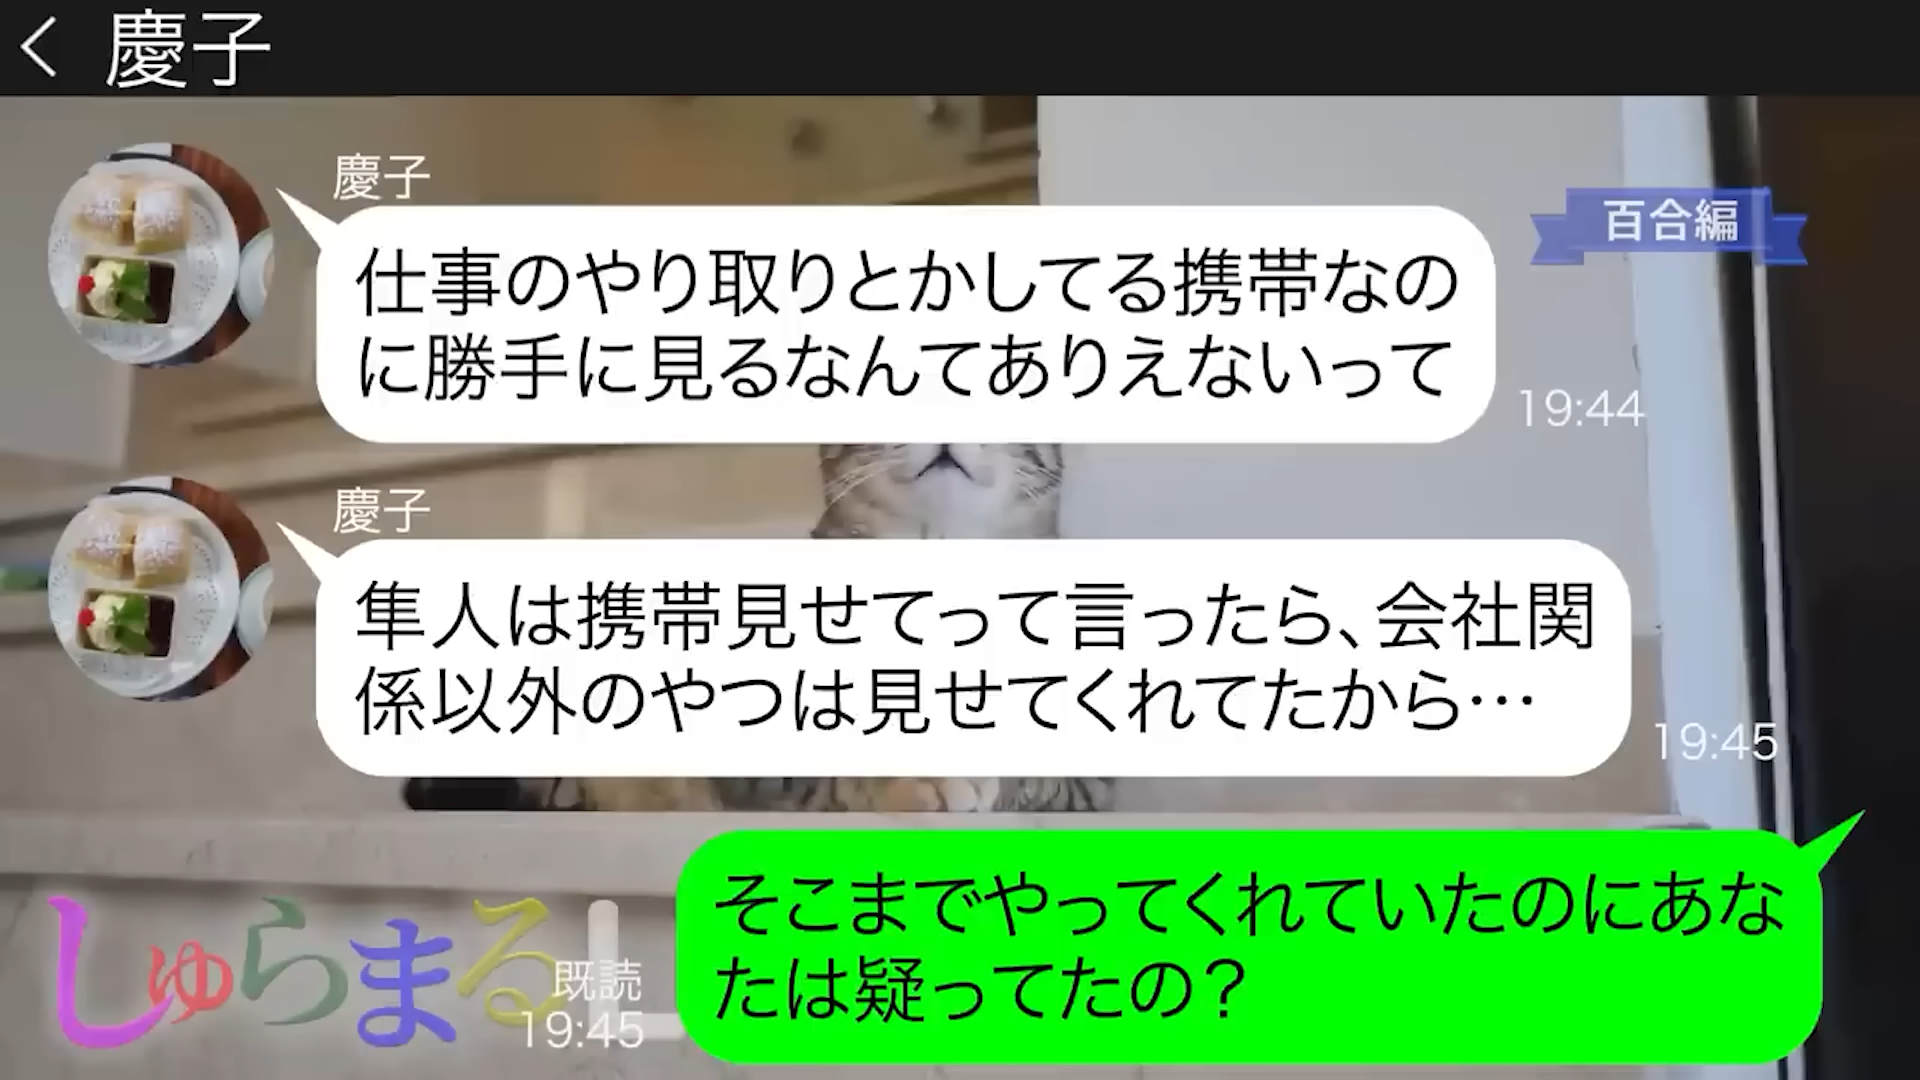 慶子
慶子
百合編
仕事のやり取りとかしてる携帯なの
に勝手に見るなんてありえないって
19:44
慶子
隼人は携帯見せてって言ったら、会社関
係以外のやつは見せてくれてたから…
19:45
そこまでやってくれていたのにあな
たは疑ってたの？
既読
19:45
しゅらまる